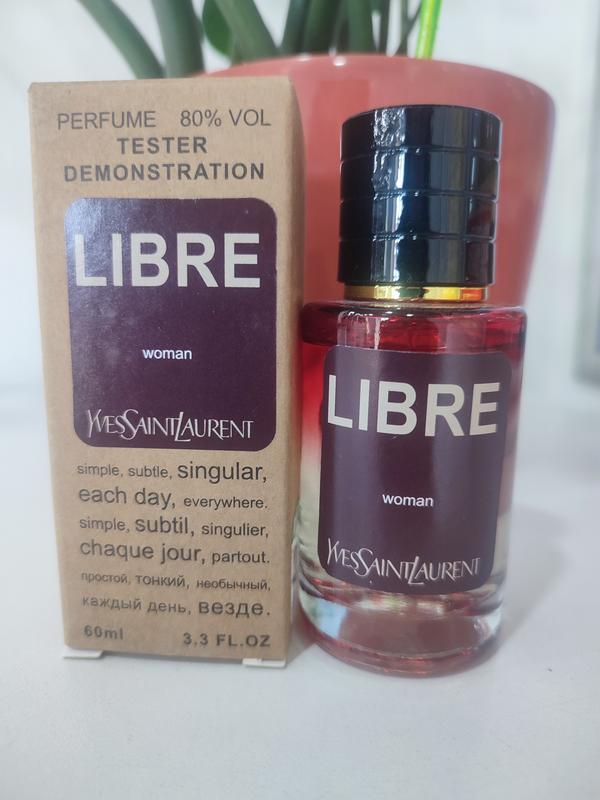 PERFUME 80% VOL
TESTER
DEMONSTRATION
LIBRE
woman
YVESSAINTLAURENT
simple, subtle, singular,
each day, everywhere.
simple, subtil, singulier,
chaque jour, partout.
простой, тонкий, необычный,
каждый день, везде.
60ml 3.3 FL.OZ
LIBRE
woman
YVESSAINTLAURENT